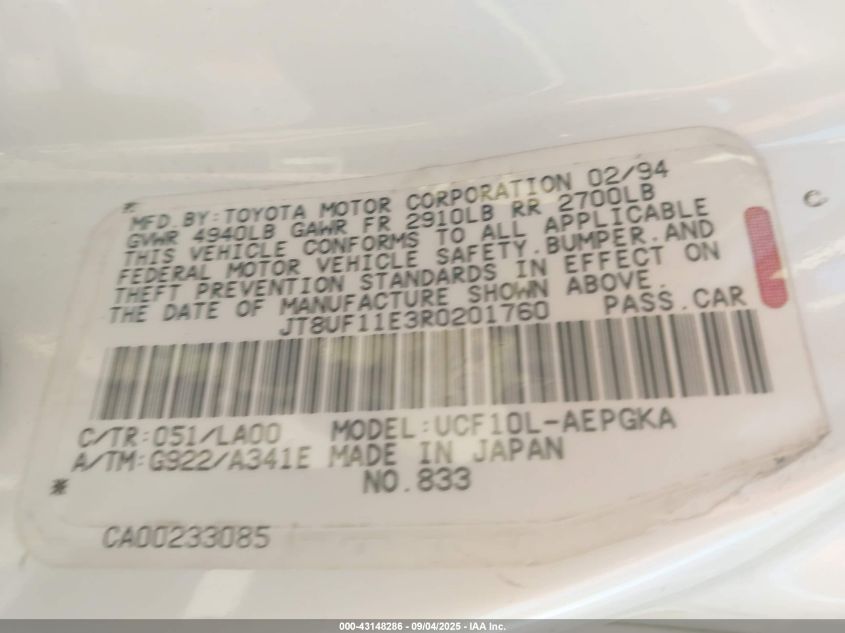 * MFD BY:TOYOTA MOTOR CORPORATION 02/94
GVWR 4940LB GAWR FR 2910LB RR 2700LB
THIS VEHICLE CONFORMS TO ALL APPLICABLE
FEDERAL MOTOR VEHICLE SAFETY.BUMPER.AND
THEFT PREVENTION STANDARDS IN EFFECT ON
THE DATE OF MANUFACTURE SHOWN ABOVE.
JT8UF11E3R0201760 PASS.CAR
C/TR:051/LA00 MODEL:UCF10L-AEPGKA
A/TM:G922/A341E MADE IN JAPAN
* NO.833
CA00233085
000-43148286 - 09/04/2025 - IAA Inc.